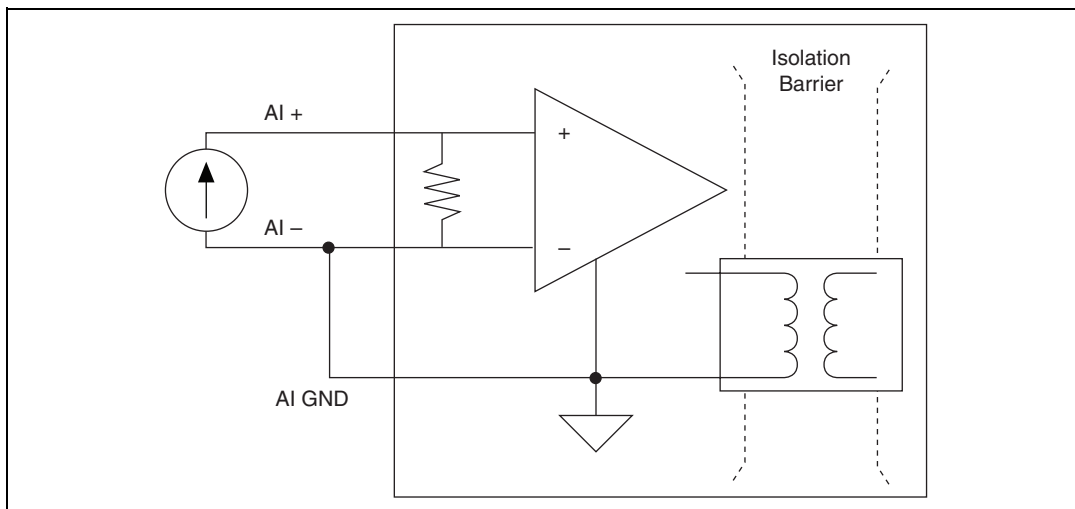 Isolation
Barrier
AI +
+
AI –
–
AI GND